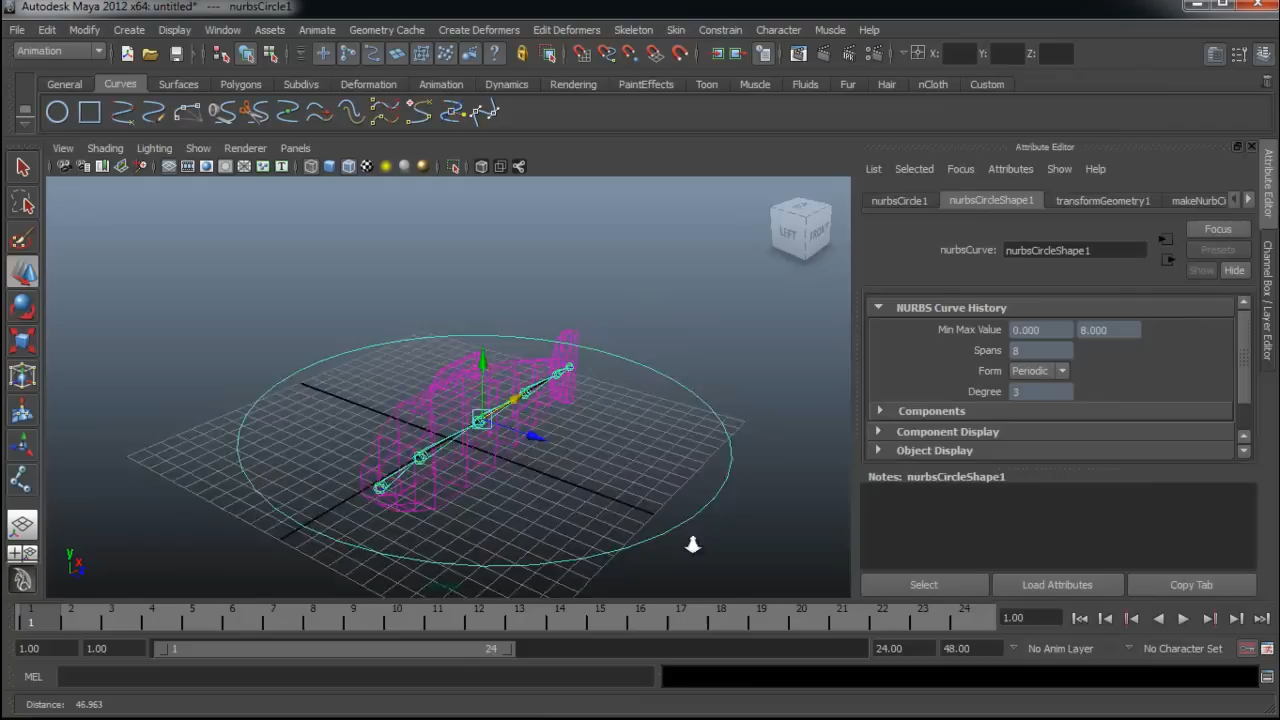 Autodesk Maya 2012 x64: untitled*   ---   nurbsCircle1
File Edit Modify Create Display Window Assets Animate Geometry Cache Create Deformers Edit Deformers Skeleton Skin Constrain Character Muscle Help
Animation X: Y: Z:
General Curves Surfaces Polygons Subdivs Deformation Animation Dynamics Rendering PaintEffects Toon Muscle Fluids Fur Hair nCloth Custom
View Shading Lighting Show Renderer Panels
LEFT FRONT
y
x
z
Attribute Editor
List Selected Focus Attributes Show Help
nurbsCircle1 nurbsCircleShape1 transformGeometry1 makeNurbCi
Focus
nurbsCurve: nurbsCircleShape1 Presets
Show Hide
NURBS Curve History
Min Max Value 0.000 8.000
Spans 8
Form Periodic
Degree 3
Components
Component Display
Object Display
Notes: nurbsCircleShape1
Select Load Attributes Copy Tab
Attribute Editor
Channel Box / Layer Editor
1 2 3 4 5 6 7 8 9 10 11 12 13 14 15 16 17 18 19 20 21 22 23 24
1 1.00
1.00 1.00 1 24 24.00 48.00 No Anim Layer No Character Set
MEL
Distance: 46.963